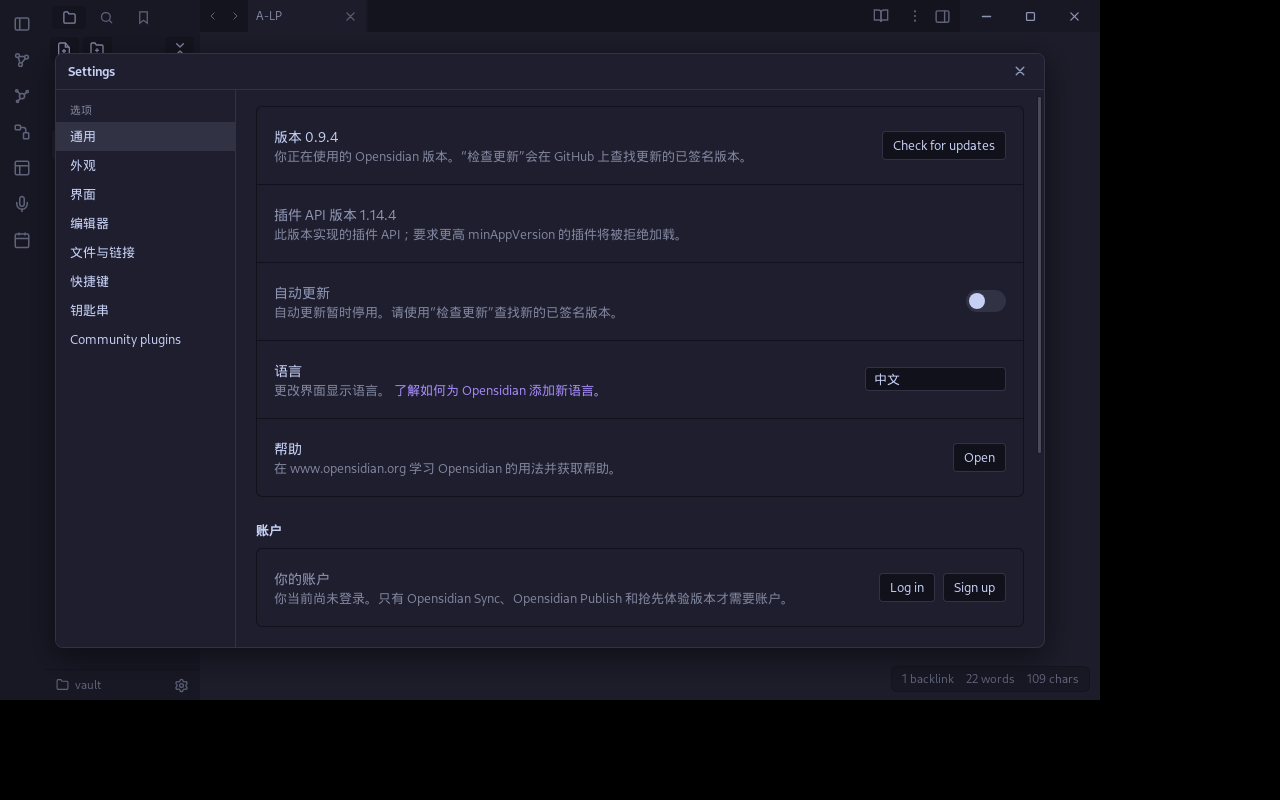 A-LP
Settings
选项
通用
外观
界面
编辑器
文件与链接
快捷键
钥匙串
Community plugins
版本 0.9.4
你正在使用的 Opensidian 版本。“检查更新”会在 GitHub 上查找更新的已签名版本。
Check for updates
插件 API 版本 1.14.4
此版本实现的插件 API；要求更高 minAppVersion 的插件将被拒绝加载。
自动更新
自动更新暂时停用。请使用“检查更新”查找新的已签名版本。
语言
更改界面显示语言。 了解如何为 Opensidian 添加新语言。
中文
帮助
在 www.opensidian.org 学习 Opensidian 的用法并获取帮助。
Open
账户
你的账户
你当前尚未登录。只有 Opensidian Sync、Opensidian Publish 和抢先体验版本才需要账户。
Log in
Sign up
vault
1 backlink 22 words 109 chars